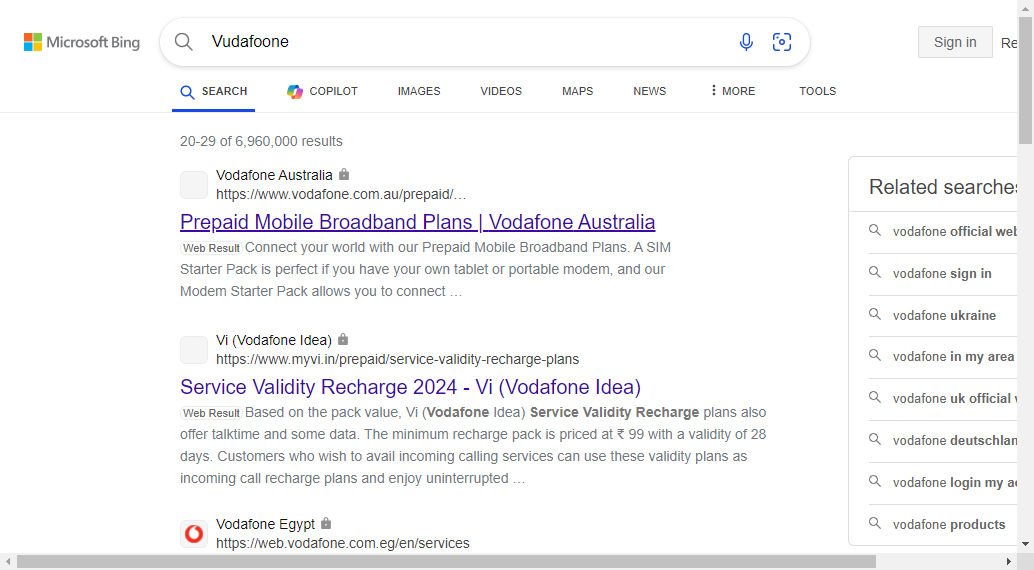 Microsoft Bing
Vudafoone
Sign in
Re
SEARCH
COPILOT
IMAGES
VIDEOS
MAPS
NEWS
MORE
TOOLS
20-29 of 6,960,000 results
Vodafone Australia
https://www.vodafone.com.au/prepaid/…
Prepaid Mobile Broadband Plans | Vodafone Australia
Web Result Connect your world with our Prepaid Mobile Broadband Plans. A SIM
Starter Pack is perfect if you have your own tablet or portable modem, and our
Modem Starter Pack allows you to connect …
Vi (Vodafone Idea)
https://www.myvi.in/prepaid/service-validity-recharge-plans
Service Validity Recharge 2024 - Vi (Vodafone Idea)
Web Result Based on the pack value, Vi (Vodafone Idea) Service Validity Recharge plans also
offer talktime and some data. The minimum recharge pack is priced at ₹ 99 with a validity of 28
days. Customers who wish to avail incoming calling services can use these validity plans as
incoming call recharge plans and enjoy uninterrupted …
Vodafone Egypt
https://web.vodafone.com.eg/en/services
Related searches
vodafone official web
vodafone sign in
vodafone ukraine
vodafone in my area
vodafone uk official
vodafone deutschlan
vodafone login my a
vodafone products